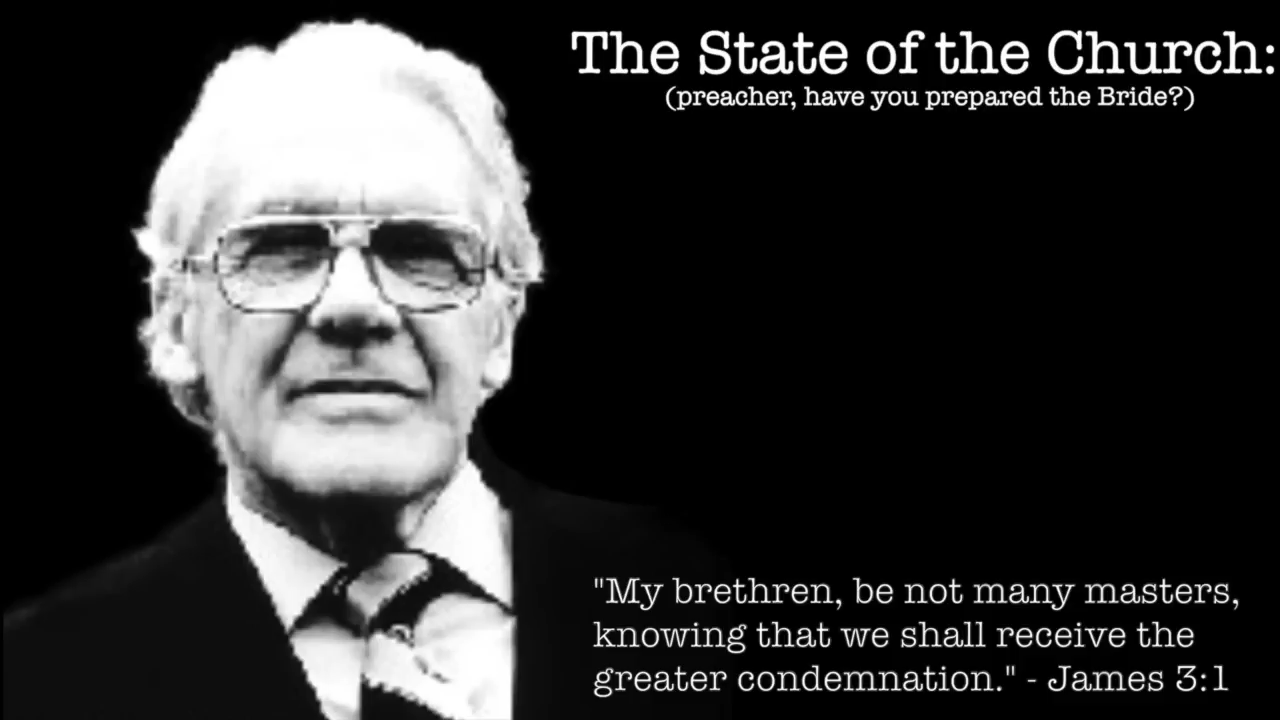 The State of the Church:
(preacher, have you prepared the Bride?)
"My brethren, be not many masters,
knowing that we shall receive the
greater condemnation." - James 3:1